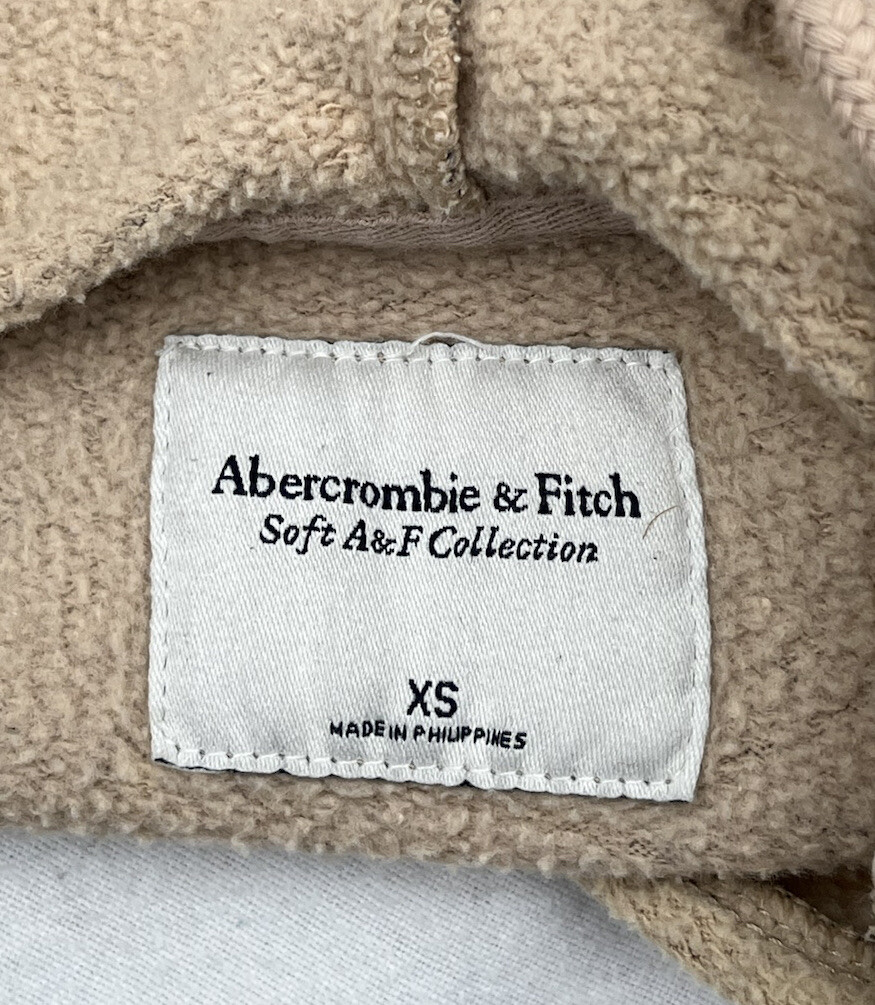 Abercrombie & Fitch
Soft A&F Collection
XS
MADE IN PHILIPPINES